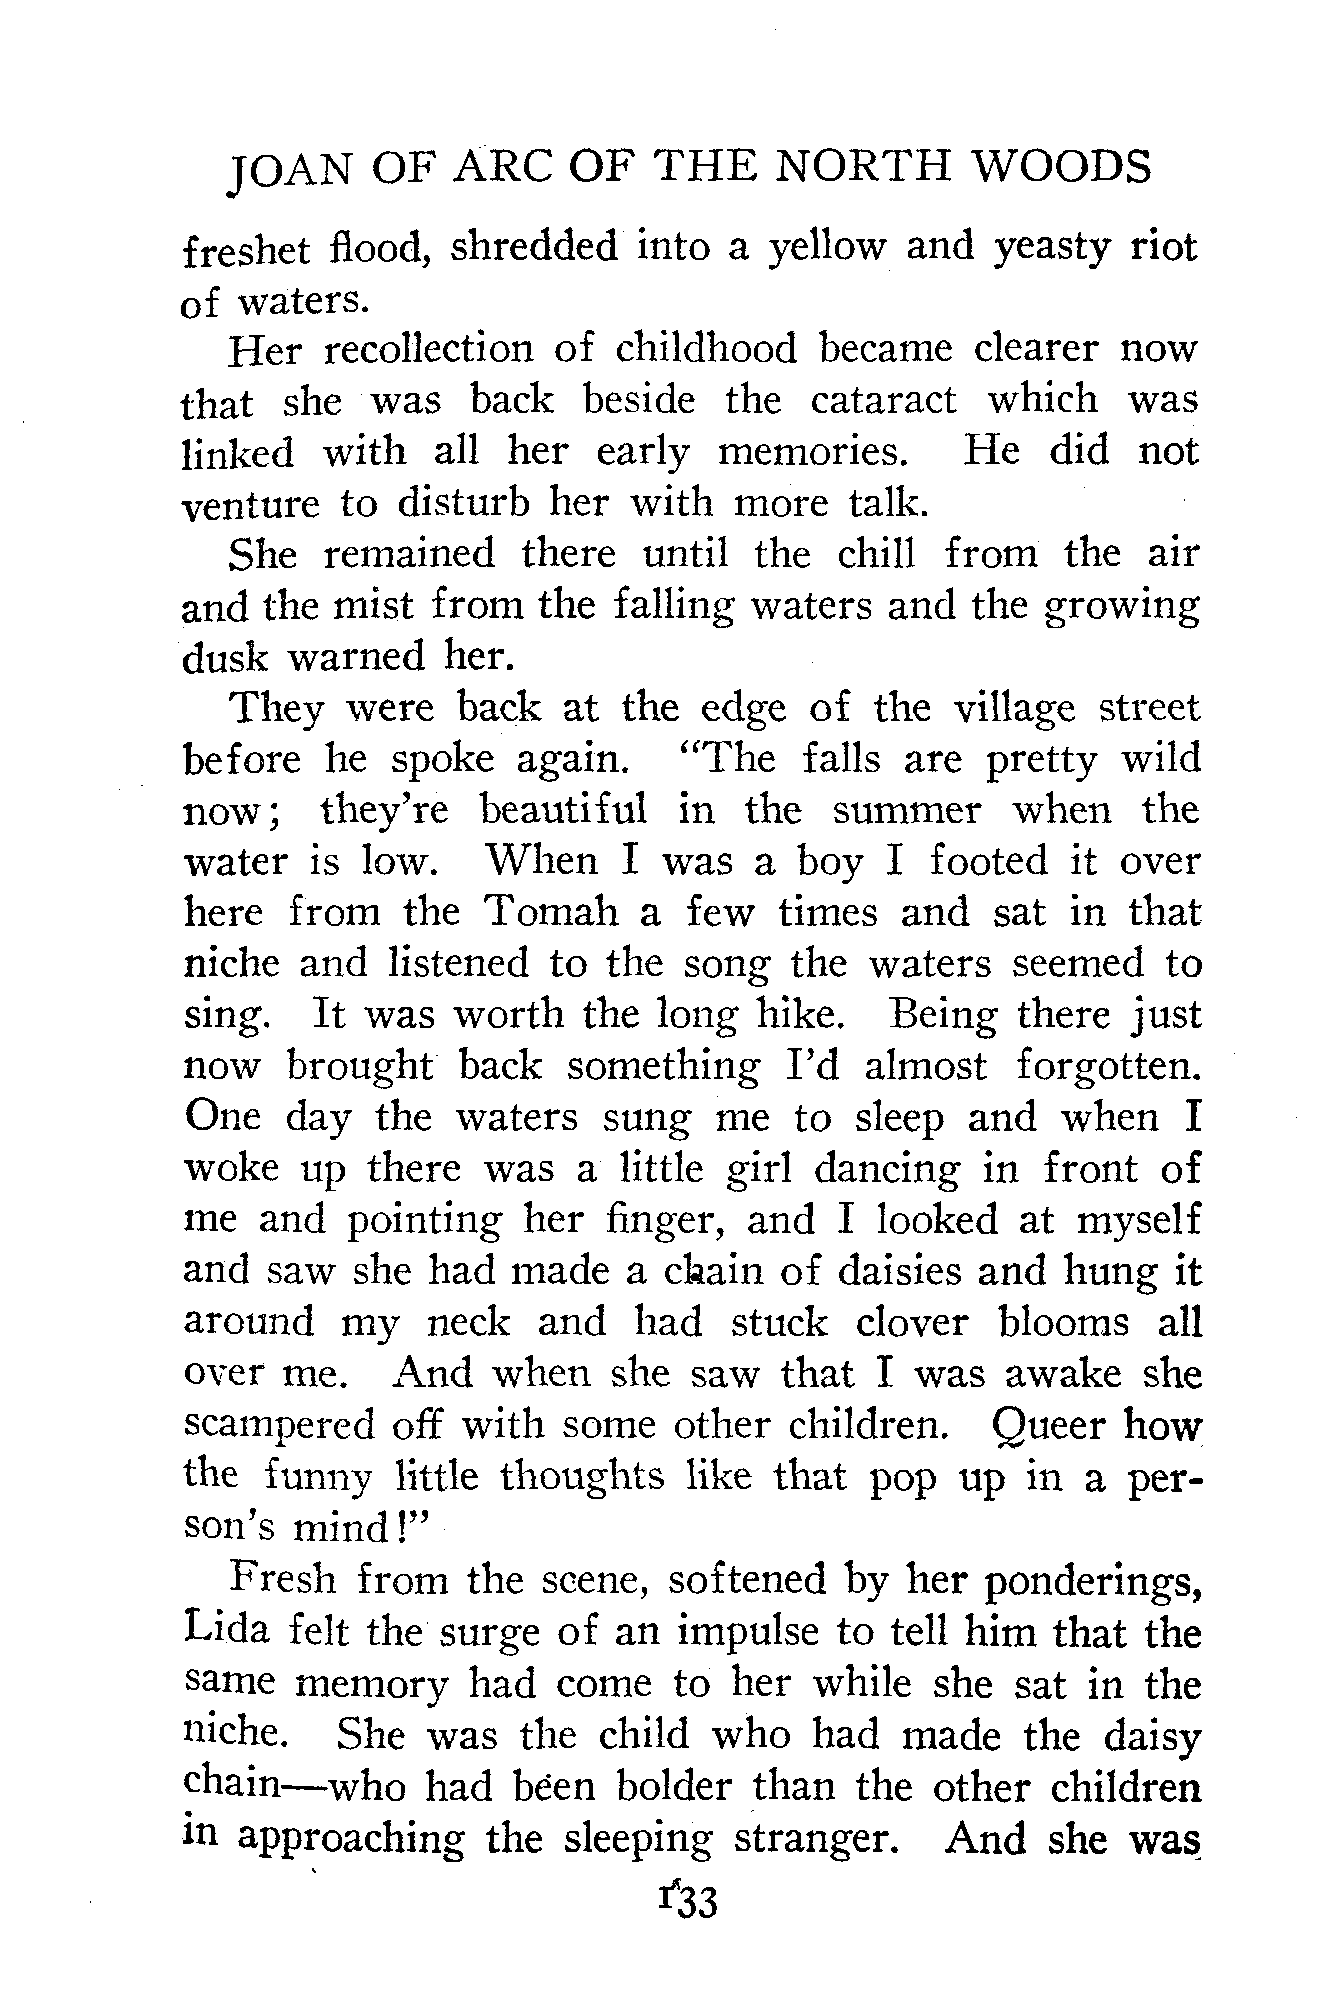 JOAN OF ARC OF THE NORTH WOODS
freshet flood, shredded into a yellow and yeasty riot
of waters.
Her recollection of childhood became clearer now
that she was back beside the cataract which was
linked with all her early memories. He did not
venture to disturb her with more talk.
She remained there until the chill from the air
and the mist from the falling waters and the growing
dusk warned her.
They were back at the edge of the village street
before he spoke again. “The falls are pretty wild
now; they’re beautiful in the summer when the
water is low. When I was a boy I footed it over
here from the Tomah a few times and sat in that
niche and listened to the song the waters seemed to
sing. It was worth the long hike. Being there just
now brought back something I’d almost forgotten.
One day the waters sung me to sleep and when I
woke up there was a little girl dancing in front of
me and pointing her finger, and I looked at myself
and saw she had made a chain of daisies and hung it
around my neck and had stuck clover blooms all
over me. And when she saw that I was awake she
scampered off with some other children. Queer how
the funny little thoughts like that pop up in a per-
son’s mind!”
Fresh from the scene, softened by her ponderings,
Lida felt the surge of an impulse to tell him that the
same memory had come to her while she sat in the
niche. She was the child who had made the daisy
chain—who had been bolder than the other children
in approaching the sleeping stranger. And she was
133